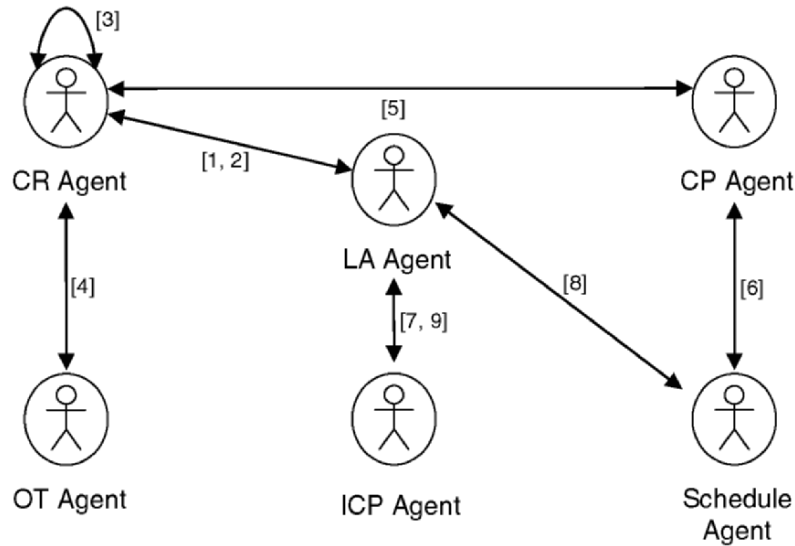 [3]
[5]
[1, 2]
CR Agent
CP Agent
LA Agent
[4]
[8]
[6]
[7, 9]
OT Agent
ICP Agent
Schedule
Agent